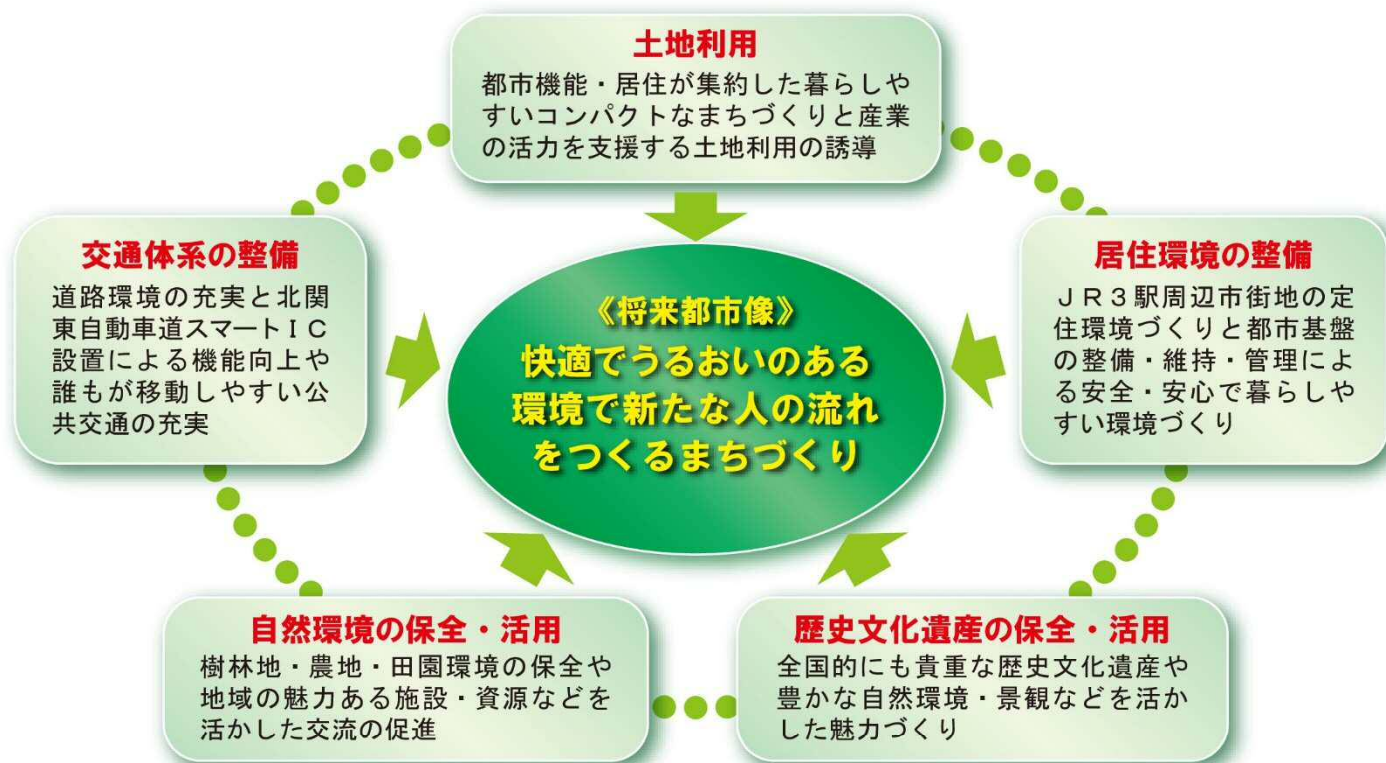 土地利用
都市機能・居住が集約した暮らしや
すいコンパクトなまちづくりと産業
の活力を支援する土地利用の誘導
交通体系の整備
道路環境の充実と北関
東自動車道スマートＩＣ
設置による機能向上や
誰もが移動しやすい公
共交通の充実
《将来都市像》
快適でうるおいのある
環境で新たな人の流れ
をつくるまちづくり
居住環境の整備
ＪＲ３駅周辺市街地の定
住環境づくりと都市基盤
の整備・維持・管理によ
る安全・安心で暮らしや
すい環境づくり
自然環境の保全・活用
樹林地・農地・田園環境の保全や
地域の魅力ある施設・資源などを
活かした交流の促進
歴史文化遺産の保全・活用
全国的にも貴重な歴史文化遺産や
豊かな自然環境・景観などを活か
した魅力づくり